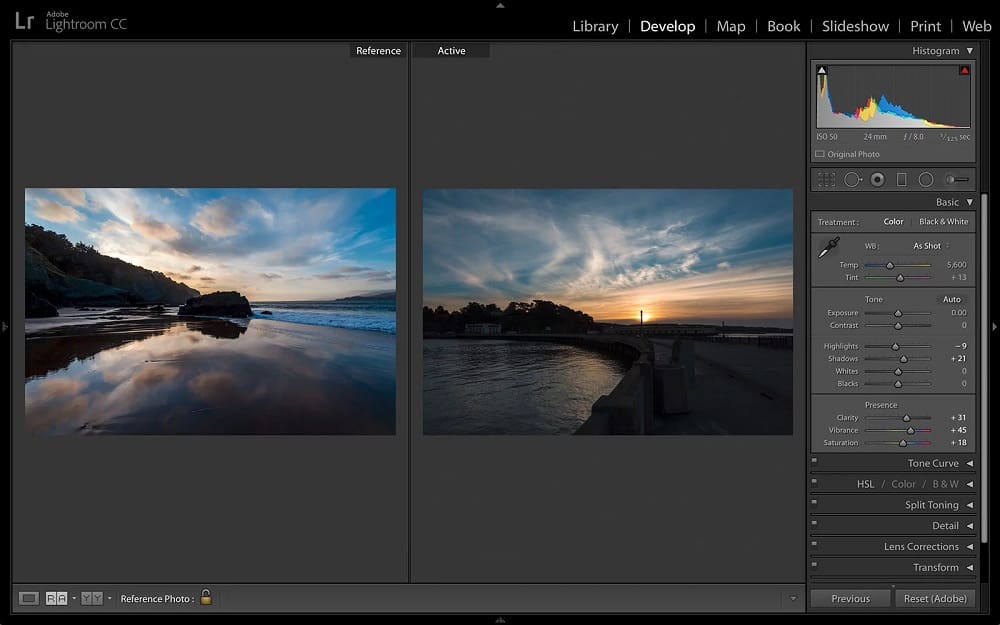 Lr
Adobe
Lightroom CC
Library | Develop | Map | Book | Slideshow | Print | Web
Reference
Active
Histogram
ISO 50 24 mm f / 8.0 1/125 sec
Original Photo
Basic
Treatment : Color Black & White
WB : As Shot
Temp 5,600
Tint + 13
Tone Auto
Exposure 0.00
Contrast 0
Highlights – 9
Shadows + 21
Whites 0
Blacks 0
Presence
Clarity + 31
Vibrance + 45
Saturation + 18
Tone Curve
HSL / Color / B & W
Split Toning
Detail
Lens Corrections
Transform
R A Y Y Reference Photo :
Previous Reset (Adobe)